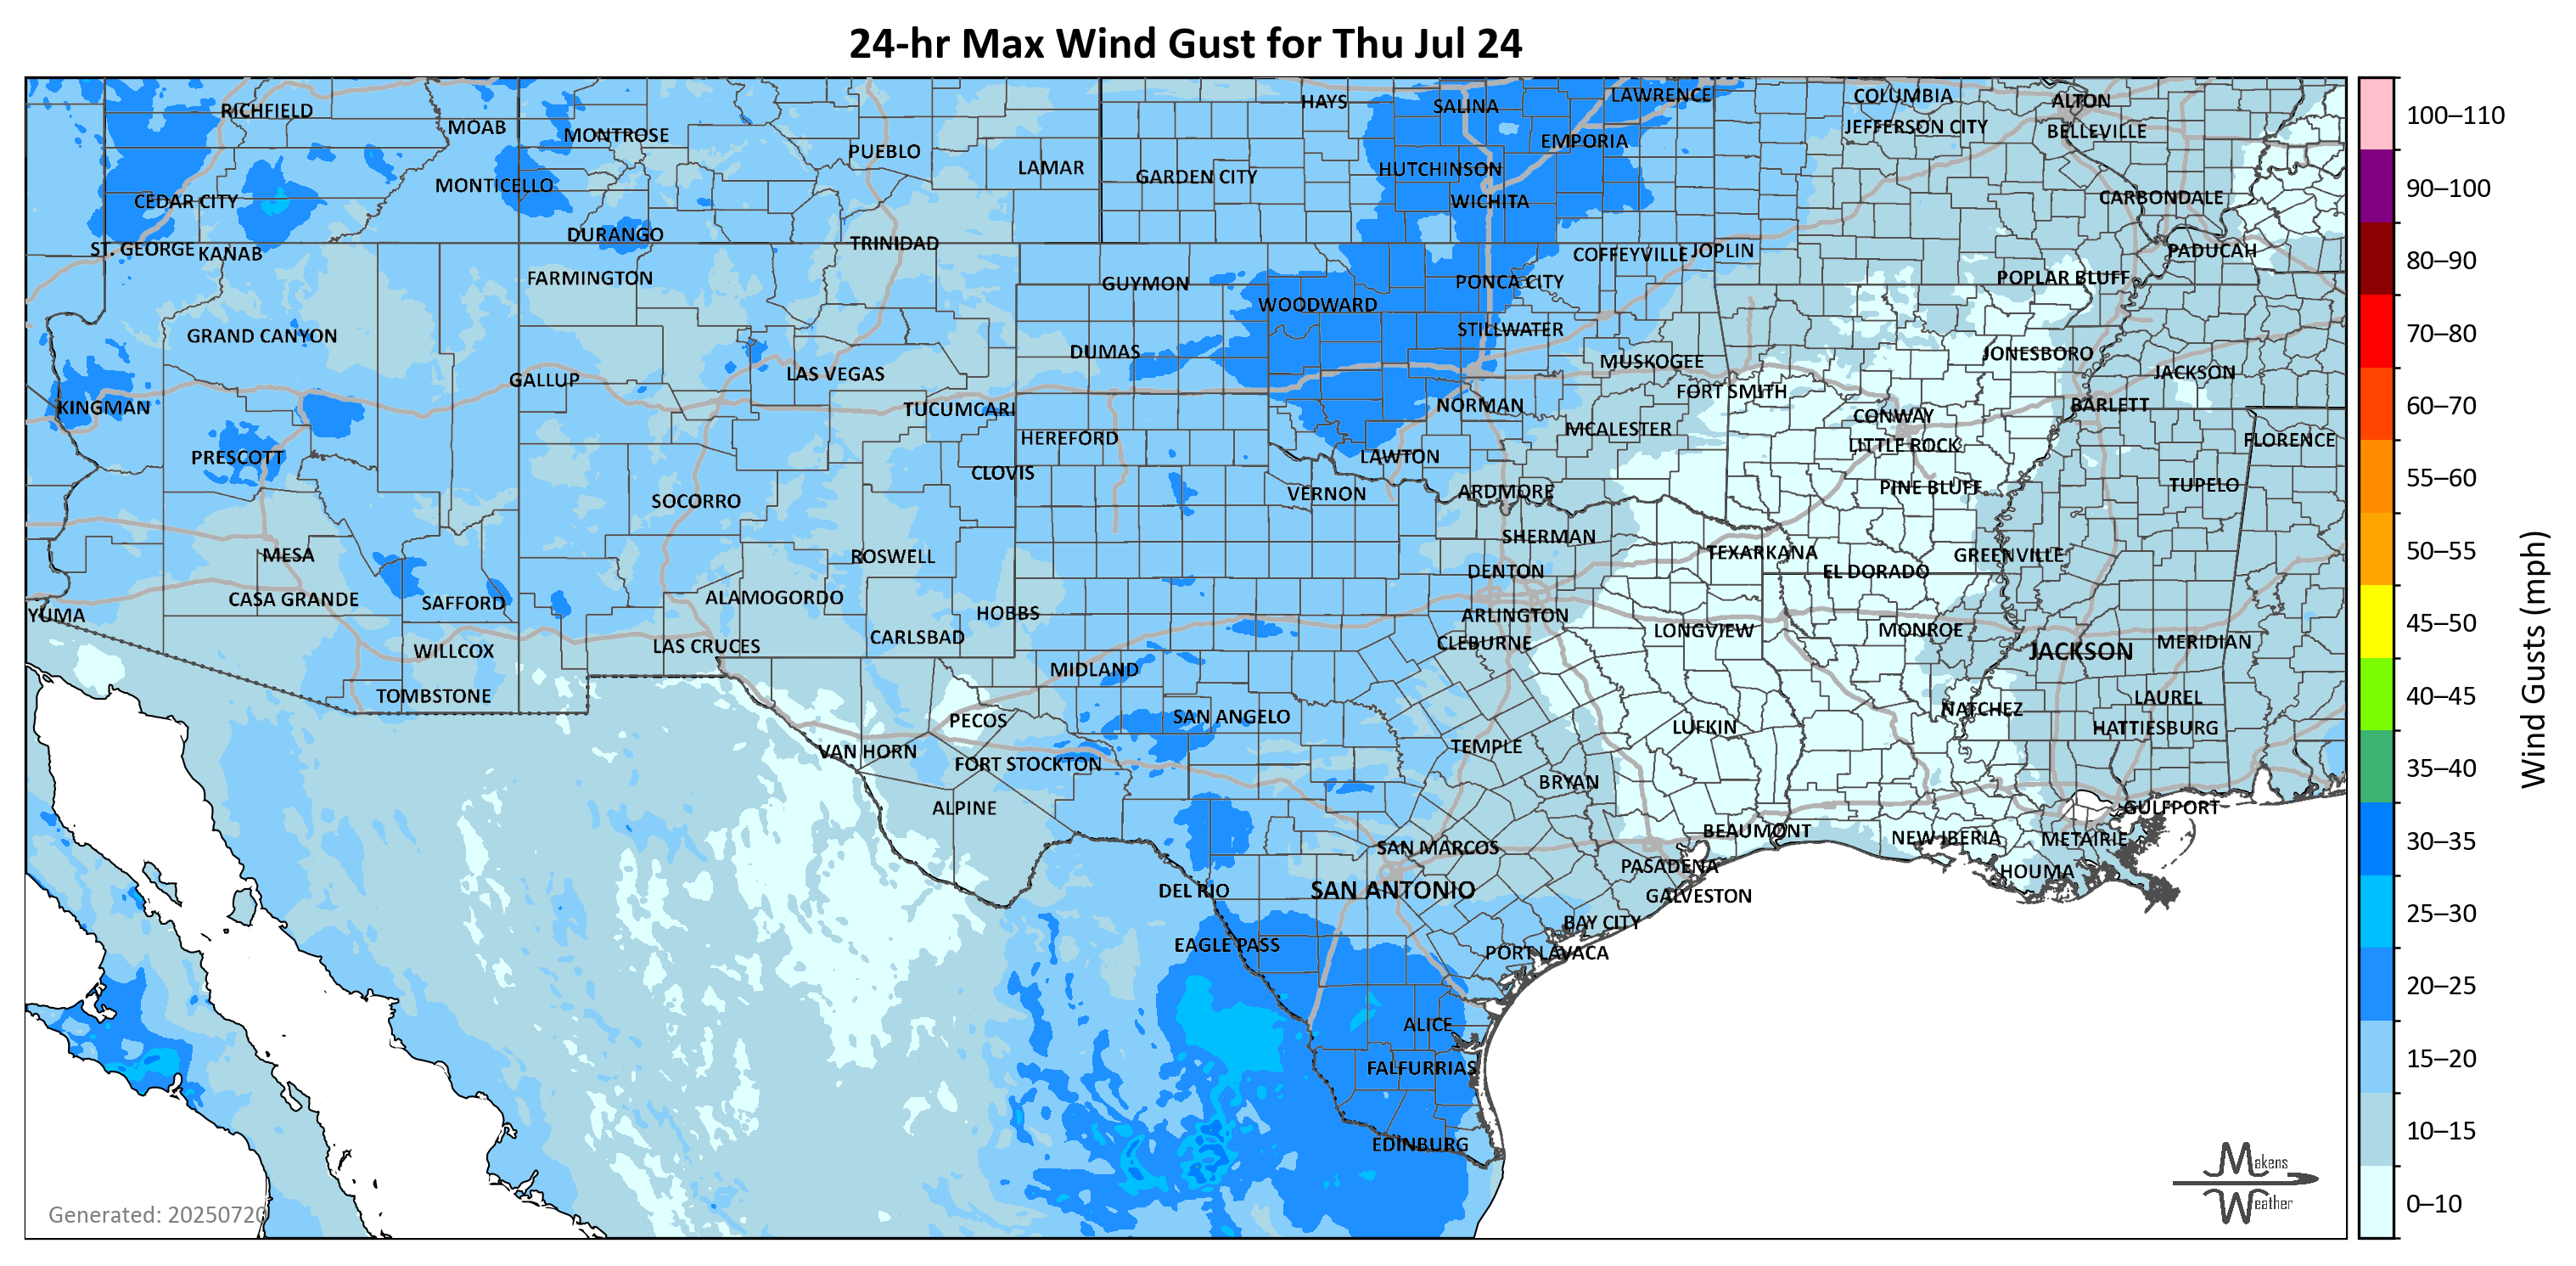 24-hr Max Wind Gust for Thu Jul 24
RICHFIELD
MOAB
MONTROSE
PUEBLO
LAMAR
HAYS
SALINA
LAWRENCE
COLUMBIA
ALTON
JEFFERSON CITY
BELLEVILLE
EMPORIA
HUTCHINSON
GARDEN CITY
MONTICELLO
CEDAR CITY
WICHITA
CARBONDALE
DURANGO
TRINIDAD
ST. GEORGE
KANAB
COFFEYVILLE
JOPLIN
PADUCAH
FARMINGTON
GUYMON
PONCA CITY
POPLAR BLUFF
WOODWARD
STILLWATER
GRAND CANYON
DUMAS
MUSKOGEE
JONESBORO
JACKSON
GALLUP
LAS VEGAS
FORT SMITH
KINGMAN
TUCUMCARI
NORMAN
CONWAY
BARLETT
HEREFORD
MCALESTER
LITTLE ROCK
FLORENCE
PRESCOTT
LAWTON
CLOVIS
SOCORRO
VERNON
ARDMORE
PINE BLUFF
TUPELO
SHERMAN
MESA
ROSWELL
TEXARKANA
GREENVILLE
DENTON
EL DORADO
CASA GRANDE
SAFFORD
ALAMOGORDO
YUMA
HOBBS
ARLINGTON
LAS CRUCES
CARLSBAD
CLEBURNE
LONGVIEW
MONROE
JACKSON
MERIDIAN
WILLCOX
MIDLAND
TOMBSTONE
PECOS
SAN ANGELO
LUFKIN
NATCHEZ
LAUREL
HATTIESBURG
VAN HORN
FORT STOCKTON
TEMPLE
BRYAN
ALPINE
GULFPORT
BEAUMONT
NEW IBERIA
METAIRIE
SAN MARCOS
PASADENA
HOUMA
DEL RIO
SAN ANTONIO
GALVESTON
BAY CITY
EAGLE PASS
PORT LAVACA
ALICE
FALFURRIAS
EDINBURG
Generated: 20250720
Makens
Weather
100–110
90–100
80–90
70–80
60–70
55–60
50–55
45–50
40–45
35–40
30–35
25–30
20–25
15–20
10–15
0–10
Wind Gusts (mph)